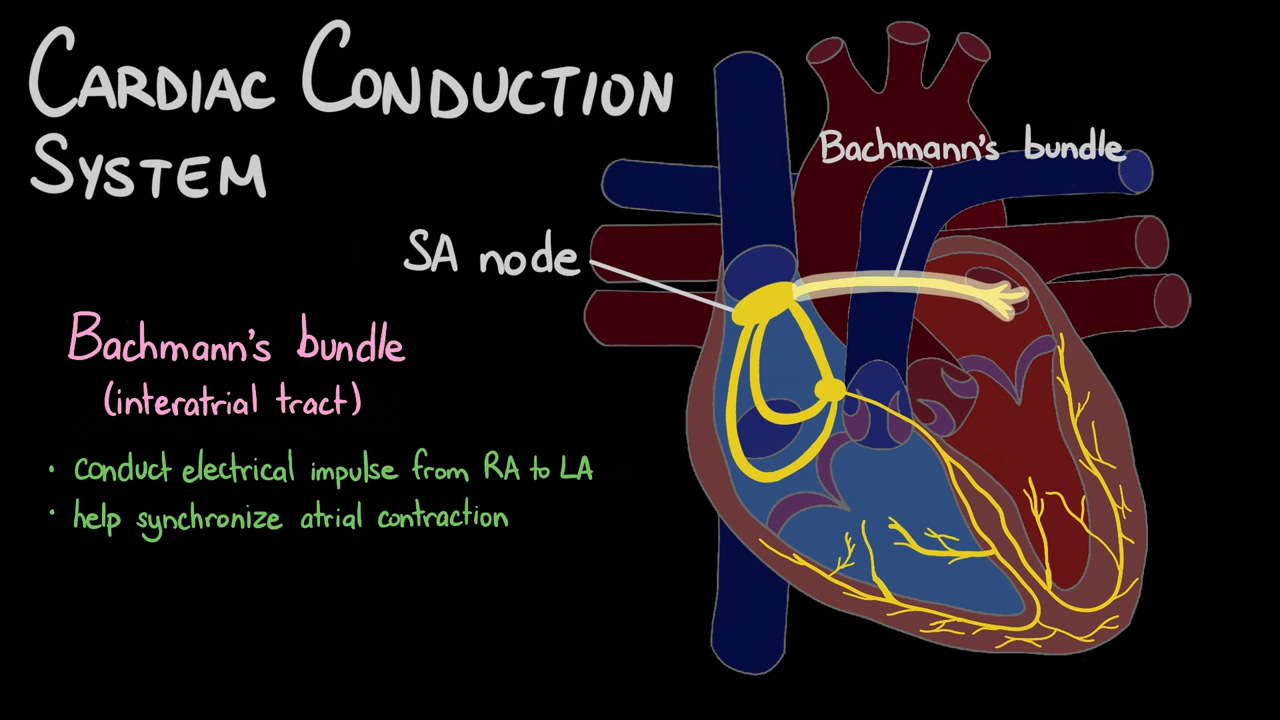 CARDIAC CONDUCTION
SYSTEM
Bachmann's bundle
SA node
Bachmann's bundle
(interatrial tract)
• conduct electrical impulse from RA to LA
• help synchronize atrial contraction